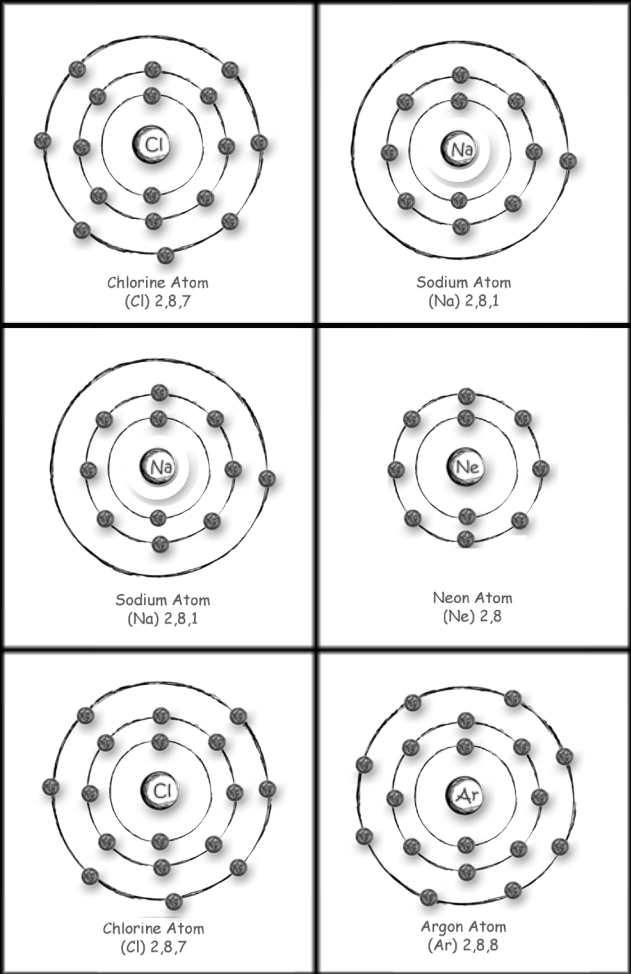 Cl
Chlorine Atom
(Cl) 2,8,7
Na
Sodium Atom
(Na) 2,8,1
Na
Sodium Atom
(Na) 2,8,1
Ne
Neon Atom
(Ne) 2,8
Cl
Chlorine Atom
(Cl) 2,8,7
Ar
Argon Atom
(Ar) 2,8,8